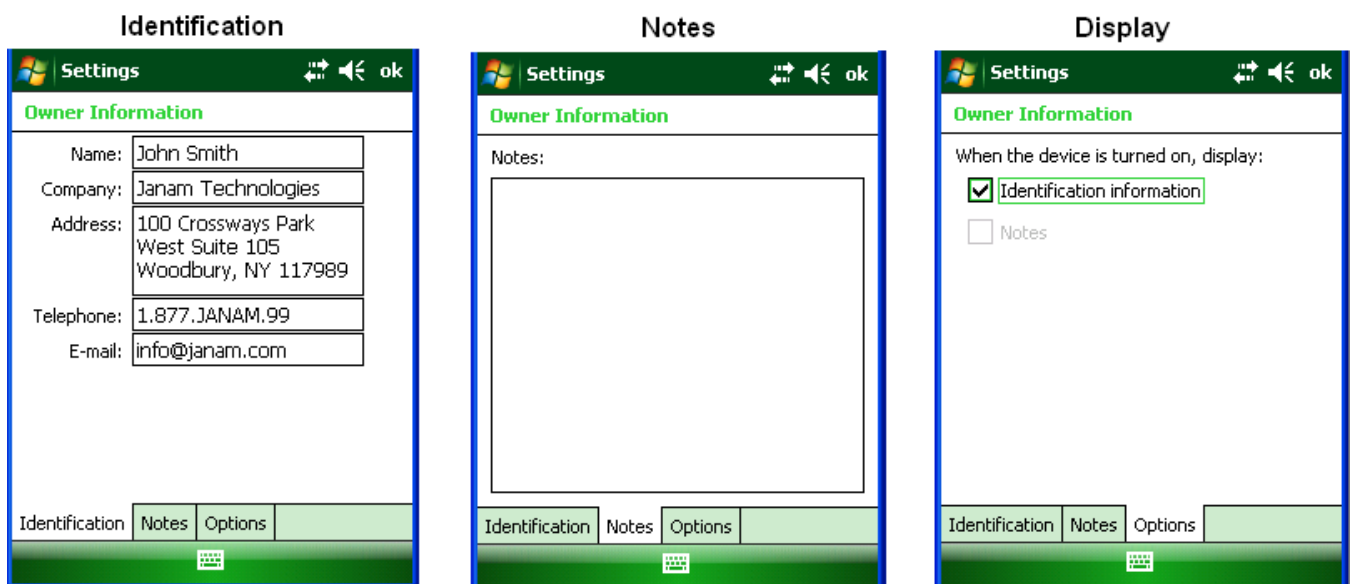 Identification
Settings
ok
Owner Information
Name: John Smith
Company: Janam Technologies
Address: 100 Crossways Park
West Suite 105
Woodbury, NY 117989
Telephone: 1.877.JANAM.99
E-mail: info@janam.com
Identification Notes Options
Notes
Settings
ok
Owner Information
Notes:
Identification Notes Options
Display
Settings
ok
Owner Information
When the device is turned on, display:
Identification information
Notes
Identification Notes Options